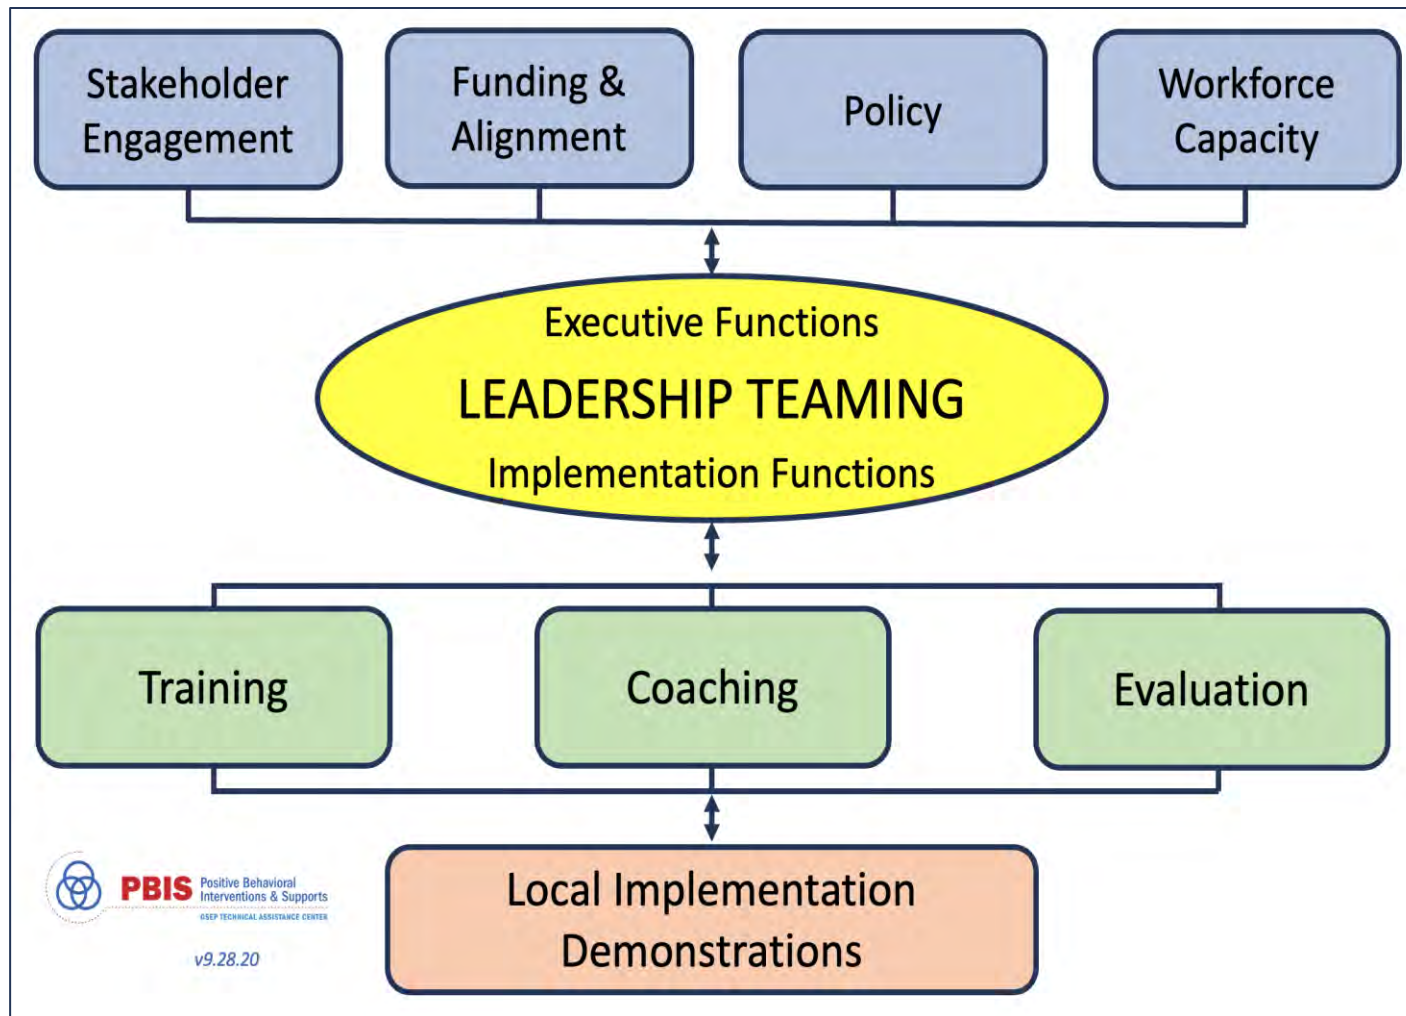 Stakeholder
Engagement
Funding &
Alignment
Policy
Workforce
Capacity
Executive Functions
LEADERSHIP TEAMING
Implementation Functions
Training
Coaching
Evaluation
Local Implementation
Demonstrations
PBIS
Positive Behavioral
Interventions & Supports
OSEP TECHNICAL ASSISTANCE CENTER
v9.28.20